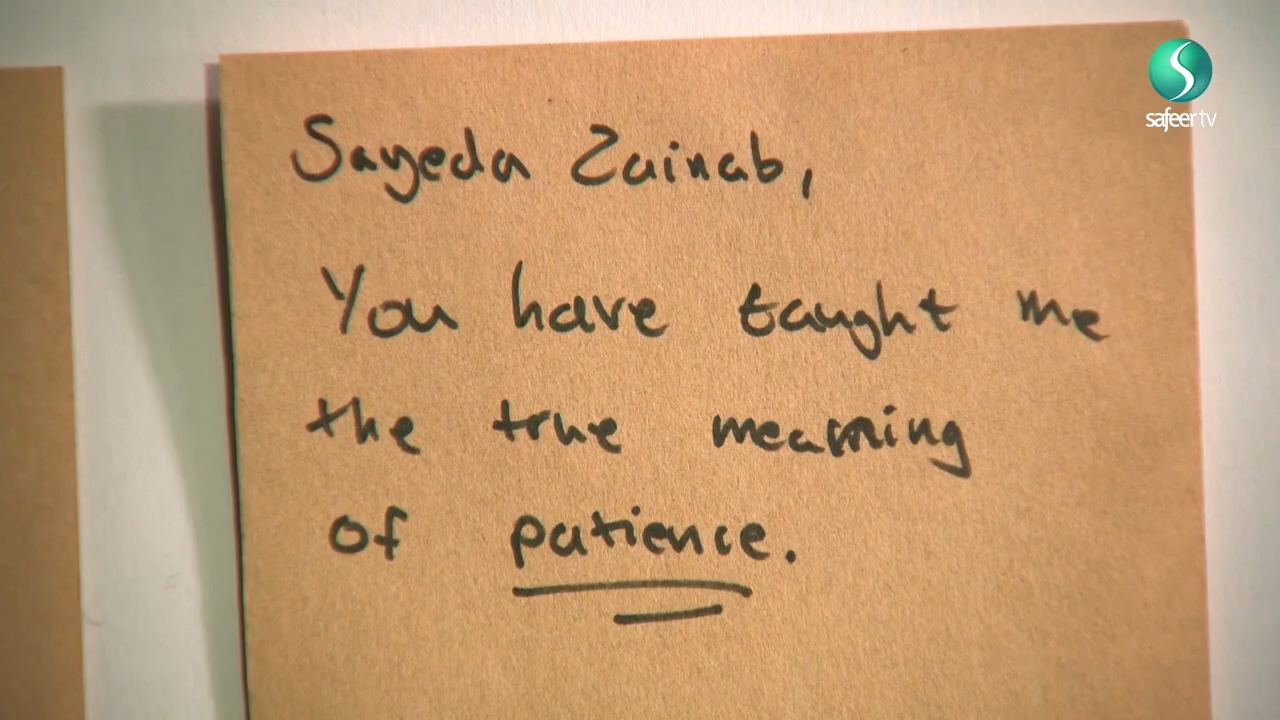 safeer tv
Sayeda Zainab,
You have taught me
the true meaning
of patience.